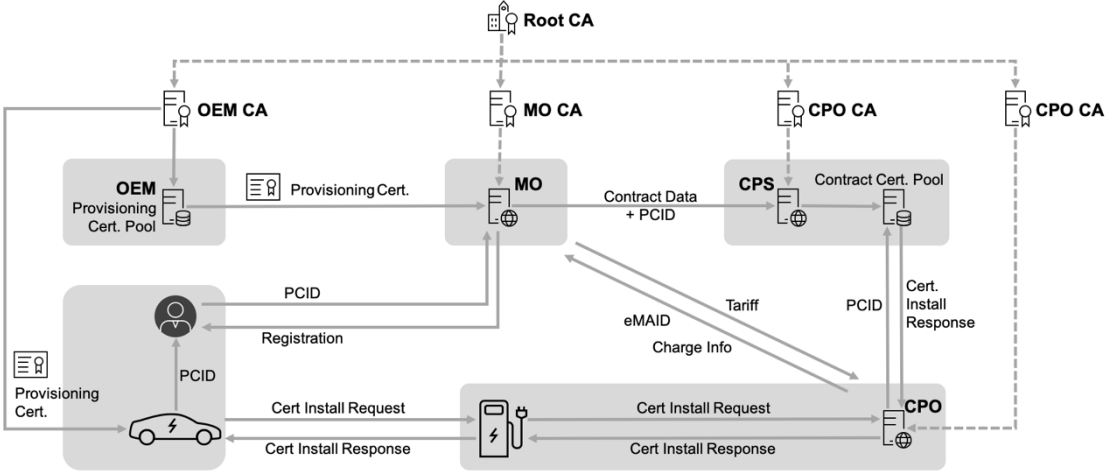 Root CA
OEM CA
MO CA
CPO CA
CPO CA
OEM
Provisioning
Cert. Pool
Provisioning Cert.
MO
Contract Data
+ PCID
CPS
Contract Cert. Pool
PCID
Registration
Tariff
eMAID
Charge Info
PCID
Cert.
Install
Response
PCID
Provisioning
Cert.
Cert Install Request
Cert Install Response
Cert Install Request
Cert Install Response
CPO